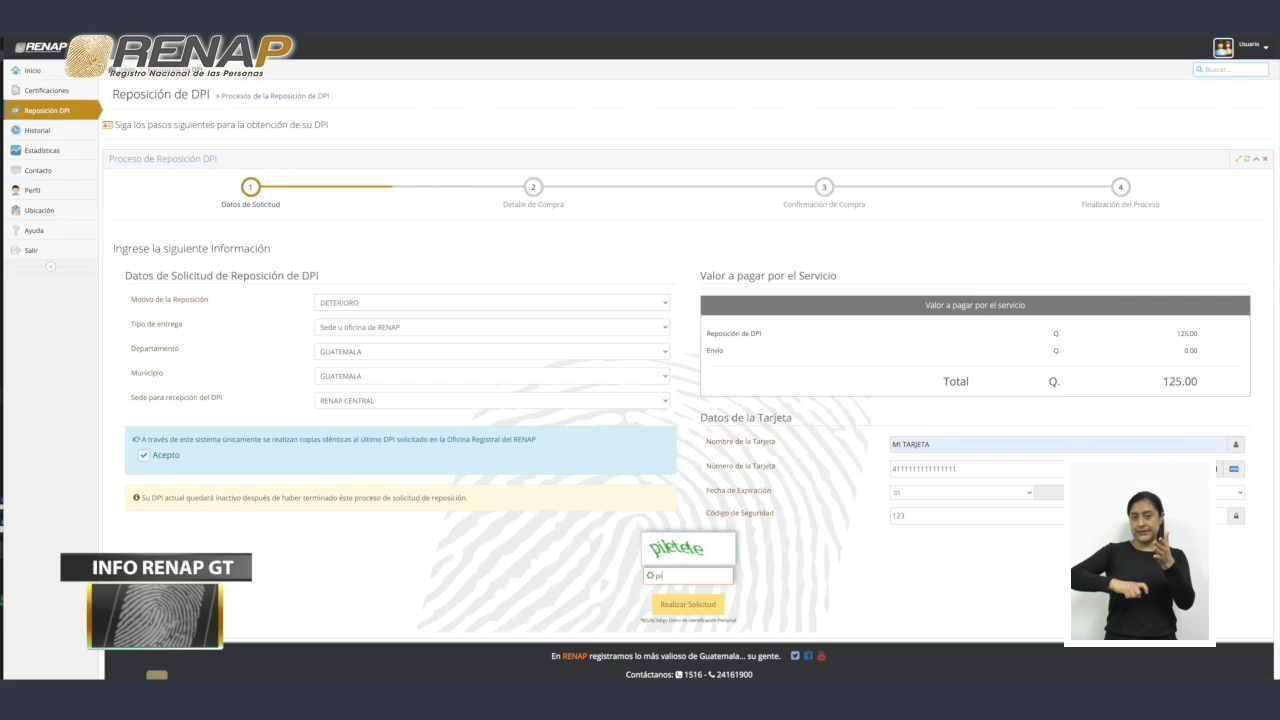 RENAP
RENAP
Registro Nacional de las Personas
Usuario
Inicio
Buscar...
Certificaciones
Reposición DPI
Historial
Estadísticas
Contacto
Perfil
Ubicación
Ayuda
Salir
Reposición de DPI » Procesos de la Reposición de DPI
Siga los pasos siguientes para la obtención de su DPI
Proceso de Reposición DPI
1 2 3 4
Datos de Solicitud Detalle de Compra Confirmación de Compra Finalización del Proceso
Ingrese la siguiente Información
Datos de Solicitud de Reposición de DPI
Motivo de la Reposición DETERIORO
Tipo de entrega Sede u oficina de RENAP
Departamento GUATEMALA
Municipio GUATEMALA
Sede para recepción del DPI RENAP CENTRAL
A través de este sistema únicamente se realizan copias idénticas al último DPI solicitado en la Oficina Registral del RENAP
Acepto
Su DPI actual quedará inactivo después de haber terminado éste proceso de solicitud de reposición.
Valor a pagar por el Servicio
Valor a pagar por el servicio
Reposición de DPI Q. 125.00
Envío Q. 0.00
Total Q. 125.00
Datos de la Tarjeta
Nombre de la Tarjeta MI TARJETA
Número de la Tarjeta 4111111111111111
Fecha de Expiración 01
Código de Seguridad 123
piletete
pi
Realizar Solicitud
*(CUI)Código Único de Identificación Personal
INFO RENAP GT
En RENAP registramos lo más valioso de Guatemala... su gente.
Contáctanos: 1516 - 24161900